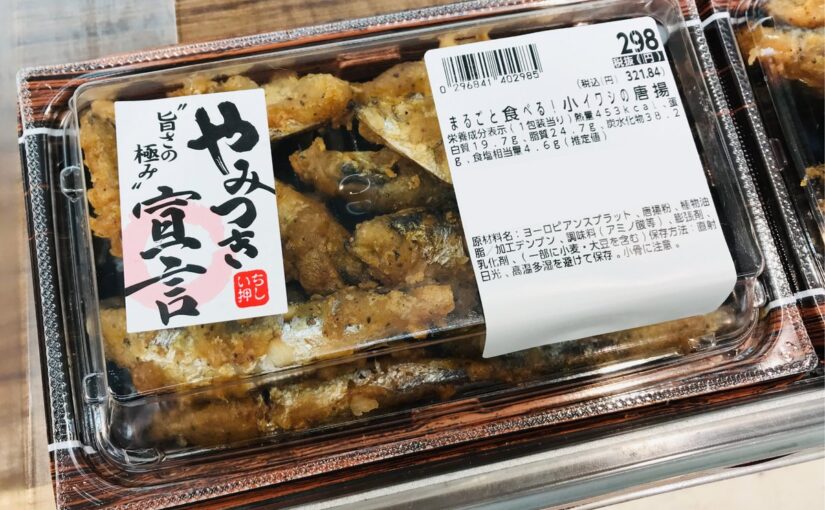 “旨さの
極み”
やみつき
宣言
ちしい押
0 296841 402985
298
税抜(円)
(税込(円) 321.84)
まるごと食べる!小イワシの唐揚
栄養成分表示(1包装当り)熱量453kcal、蛋
白質19.7g、脂質24.7g、炭水化物38.2
g、食塩相当量4.6g(推定値)
原材料名:ヨーロピアンスプラット、唐揚粉、植物油
脂/加工デンプン、調味料(アミノ酸等)、膨張剤、
乳化剤、(一部に小麦・大豆を含む)保存方法:直射
日光、高温多湿を避けて保存。小骨に注意。